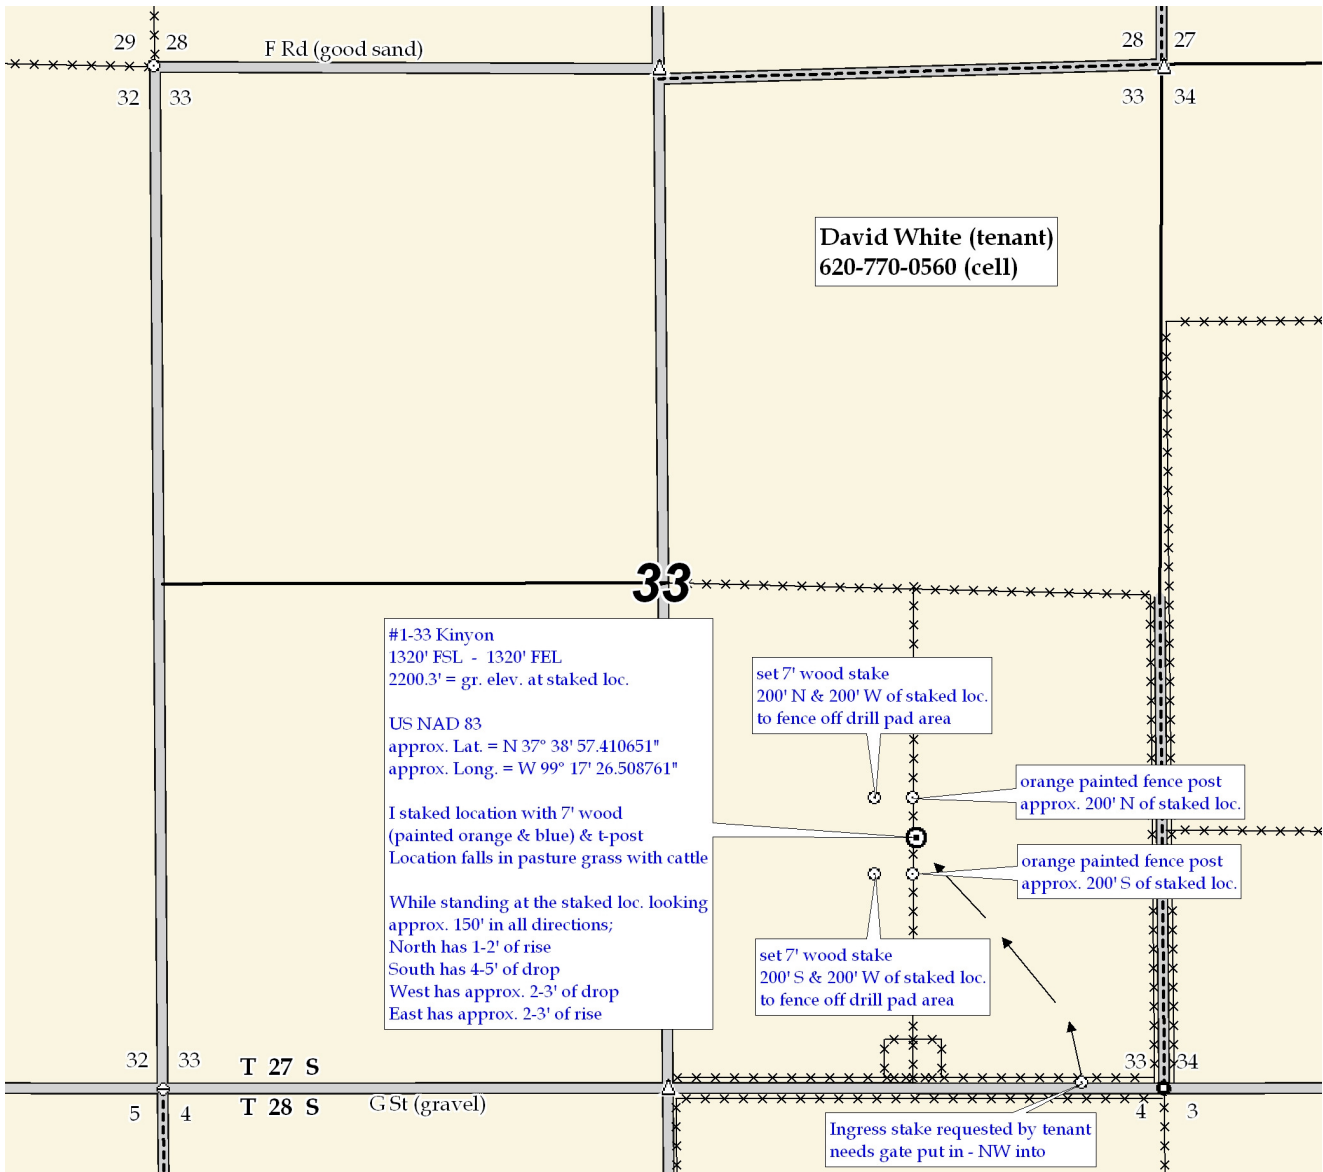 29 28
F Rd (good sand)
28 27
32 33
33 34
David White (tenant)
620-770-0560 (cell)
33
#1-33 Kinyon
1320' FSL - 1320' FEL
2200.3' = gr. elev. at staked loc.
US NAD 83
approx. Lat. = N 37° 38' 57.410651"
approx. Long. = W 99° 17' 26.508761"
I staked location with 7' wood
(painted orange & blue) & t-post
Location falls in pasture grass with cattle
While standing at the staked loc. looking
approx. 150' in all directions;
North has 1-2' of rise
South has 4-5' of drop
West has approx. 2-3' of drop
East has approx. 2-3' of rise
set 7' wood stake
200' N & 200' W of staked loc.
to fence off drill pad area
orange painted fence post
approx. 200' N of staked loc.
orange painted fence post
approx. 200' S of staked loc.
set 7' wood stake
200' S & 200' W of staked loc.
to fence off drill pad area
32 33
T 27 S
33 34
5 4
T 28 S
G St (gravel)
4 3
Ingress stake requested by tenant
needs gate put in - NW into